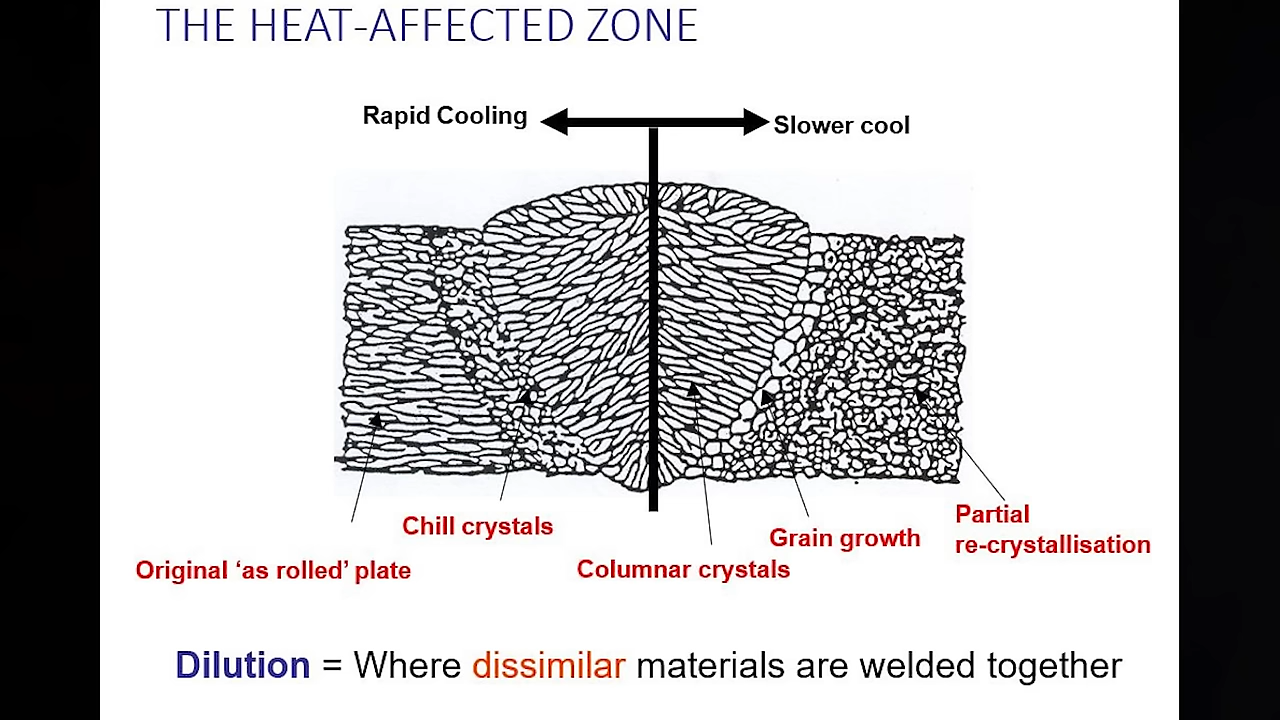 THE HEAT-AFFECTED ZONE
Rapid Cooling
Slower cool
Chill crystals
Original ‘as rolled’ plate
Columnar crystals
Grain growth
Partial
re-crystallisation
Dilution = Where dissimilar materials are welded together